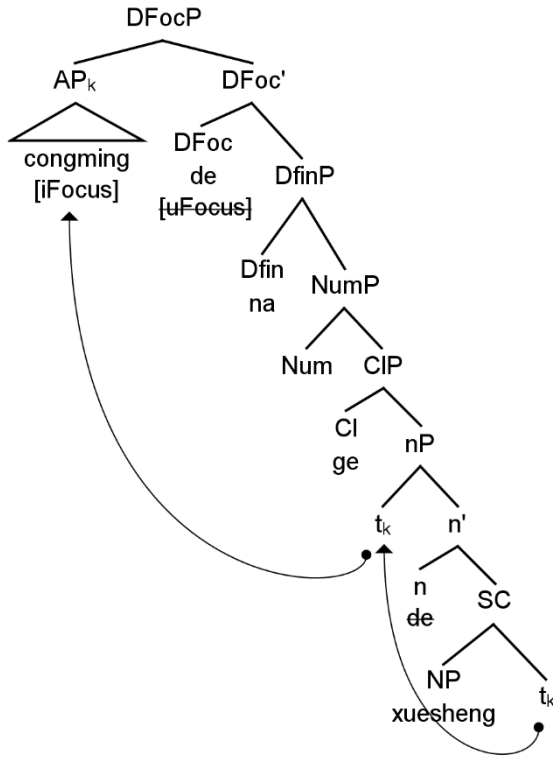 DFocP
APₖ DFoc'
congming
[iFocus]
DFoc
de
[uFocus]
DfinP
Dfin
na
NumP
Num ClP
Cl
ge
nP
tₖ n'
n
de
SC
NP
xuesheng
tₖ